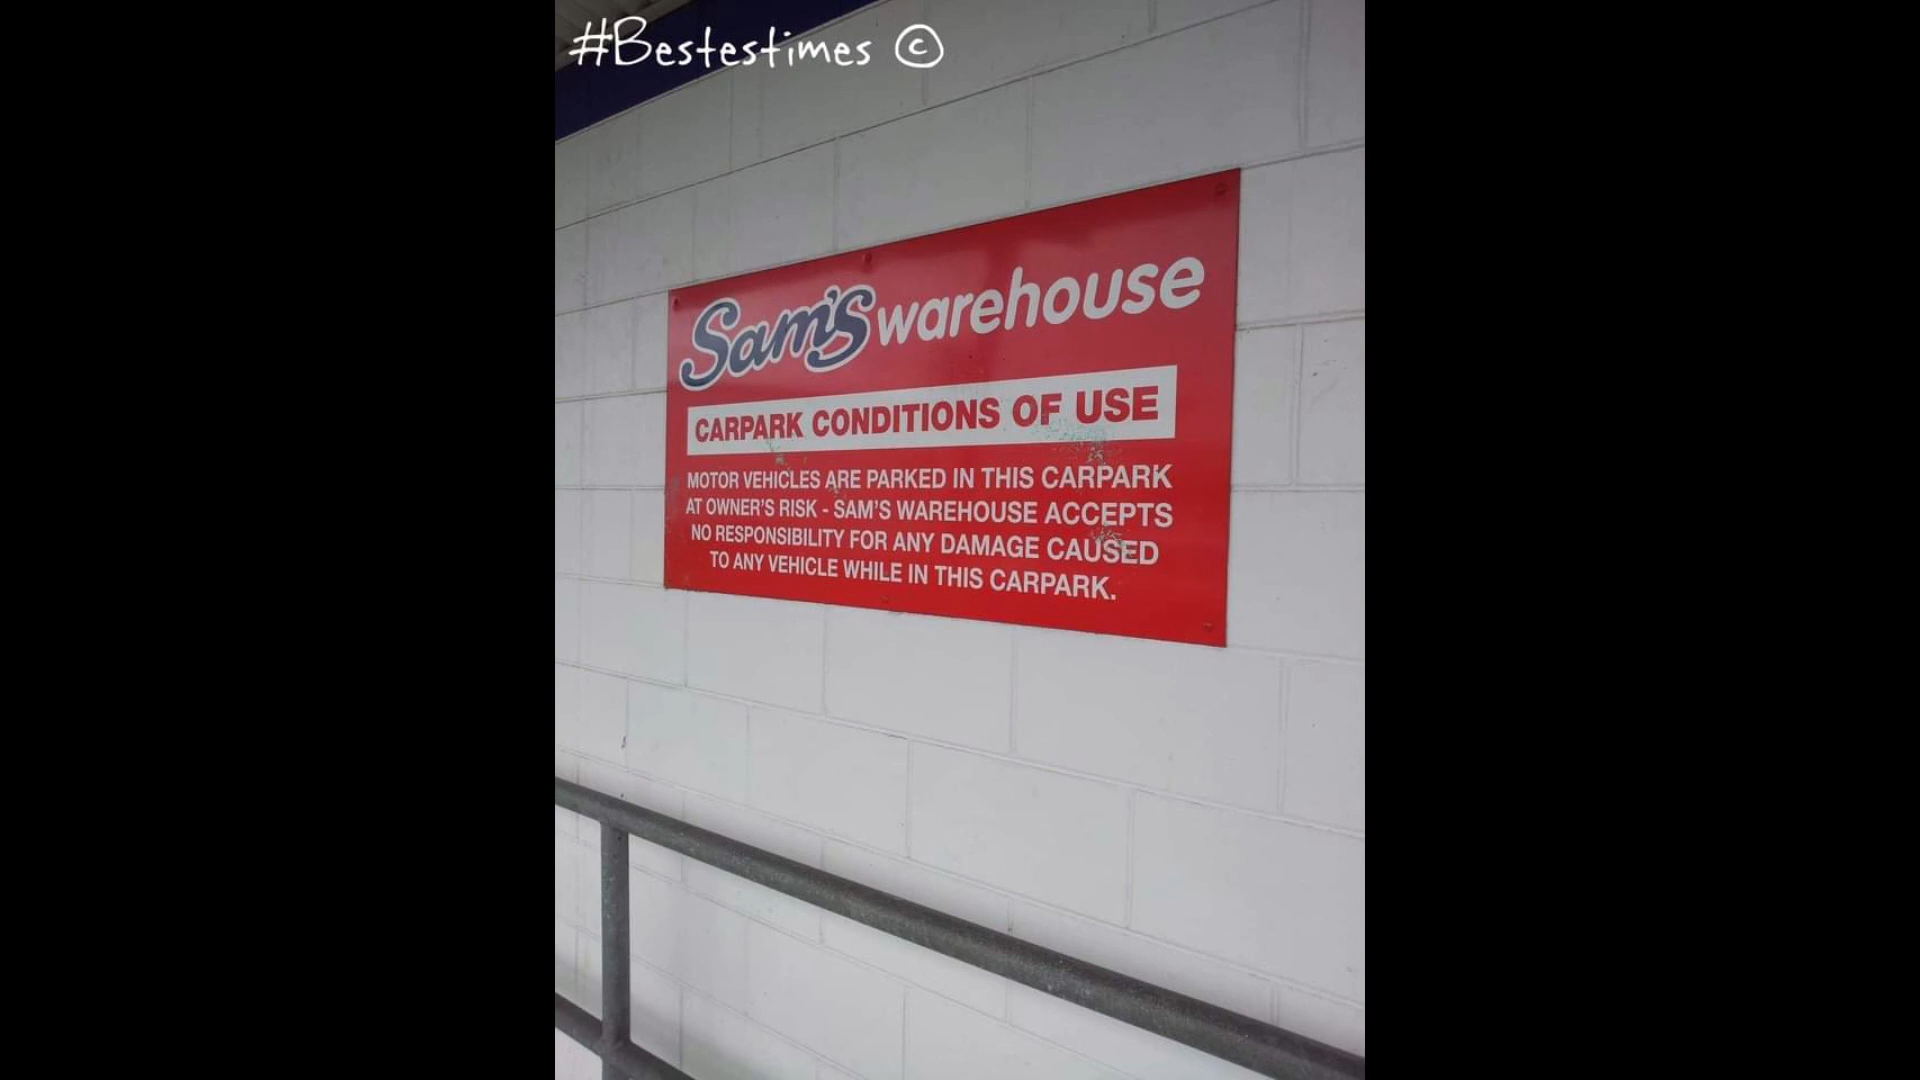 #Bestestimes ©
Sam's warehouse
CARPARK CONDITIONS OF USE
MOTOR VEHICLES ARE PARKED IN THIS CARPARK
AT OWNER'S RISK - SAM'S WAREHOUSE ACCEPTS
NO RESPONSIBILITY FOR ANY DAMAGE CAUSED
TO ANY VEHICLE WHILE IN THIS CARPARK.